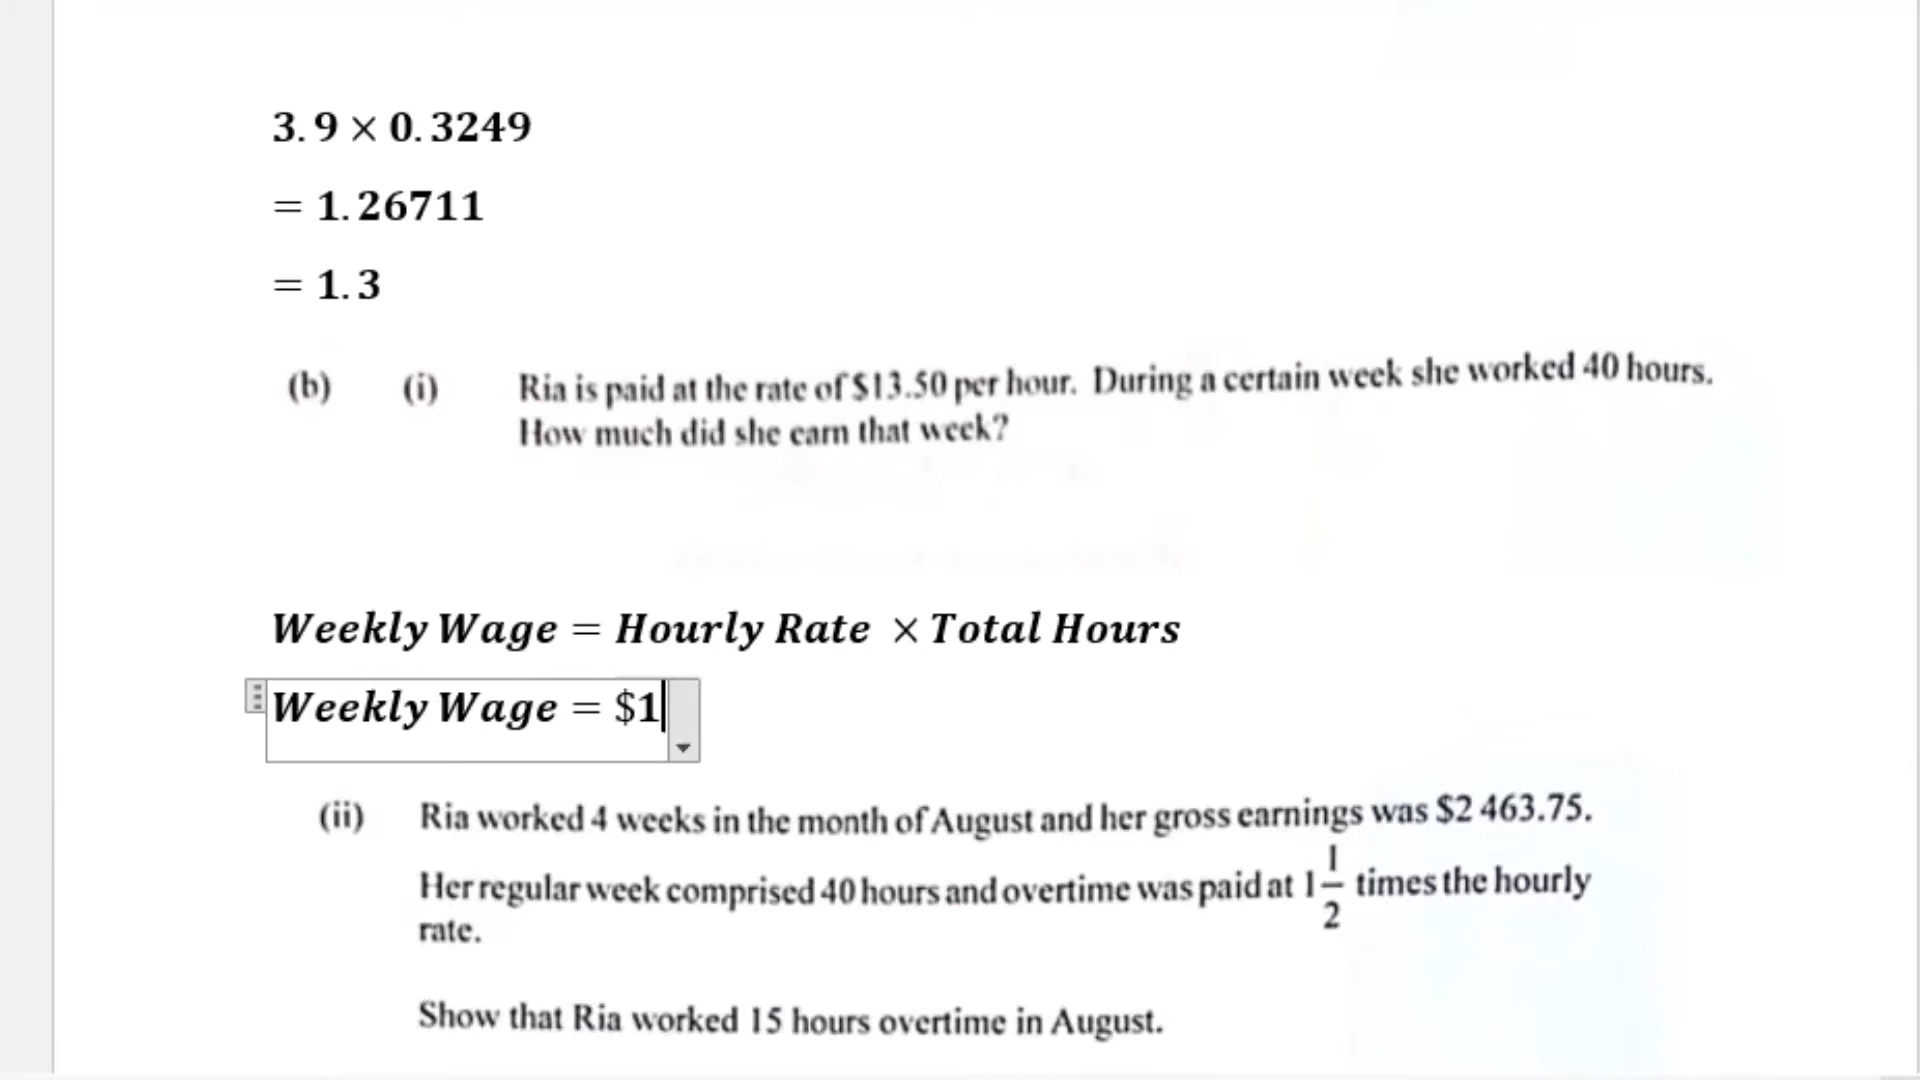 3.9 × 0.3249
= 1.26711
= 1.3
(b) (i) Ria is paid at the rate of $13.50 per hour. During a certain week she worked 40 hours.
How much did she earn that week?
Weekly Wage = Hourly Rate × Total Hours
Weekly Wage = $1
(ii) Ria worked 4 weeks in the month of August and her gross earnings was $2 463.75.
Her regular week comprised 40 hours and overtime was paid at 1 1/2 times the hourly
rate.
Show that Ria worked 15 hours overtime in August.